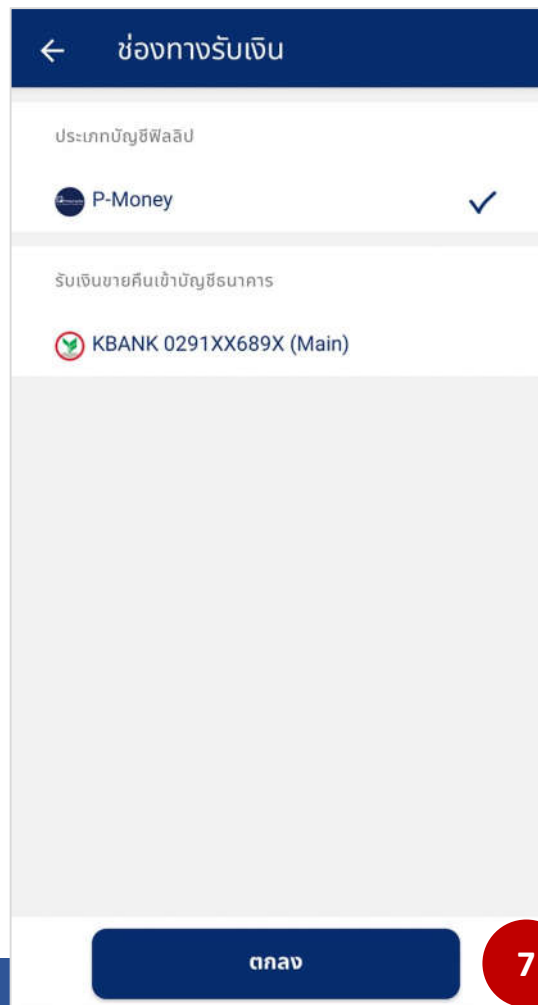 ช่องทางรับเงิน
ประเภทบัญชีฟิลลิป
P-Money
รับเงินขายคืนเข้าบัญชีธนาคาร
KBANK 0291XX689X (Main)
ตกลง
7